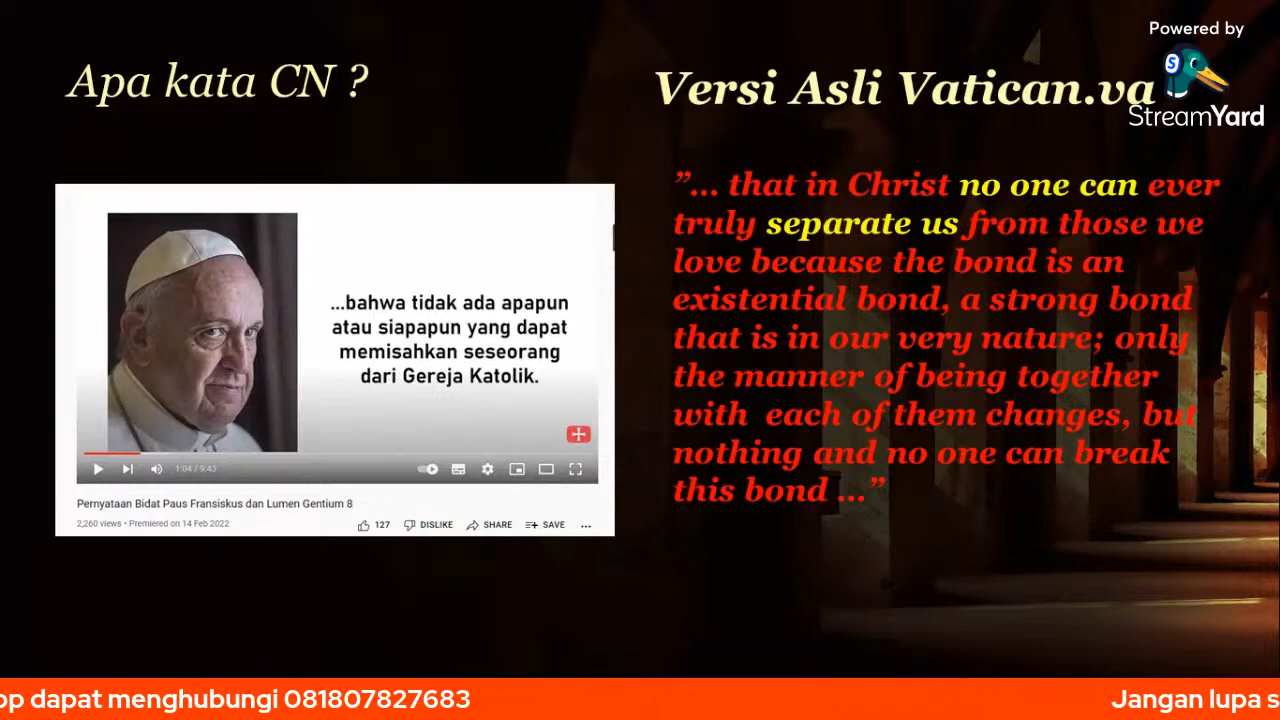 Powered by
StreamYard
Apa kata CN ?
Versi Asli Vatican.va
...bahwa tidak ada apapun
atau siapapun yang dapat
memisahkan seseorang
dari Gereja Katolik.
1:04 / 9:43
Pernyataan Bidat Paus Fransiskus dan Lumen Gentium 8
2,260 views • Premiered on 14 Feb 2022
127 DISLIKE SHARE SAVE ...
”... that in Christ no one can ever
truly separate us from those we
love because the bond is an
existential bond, a strong bond
that is in our very nature; only
the manner of being together
with each of them changes, but
nothing and no one can break
this bond ...”
op dapat menghubungi 081807827683
Jangan lupa s